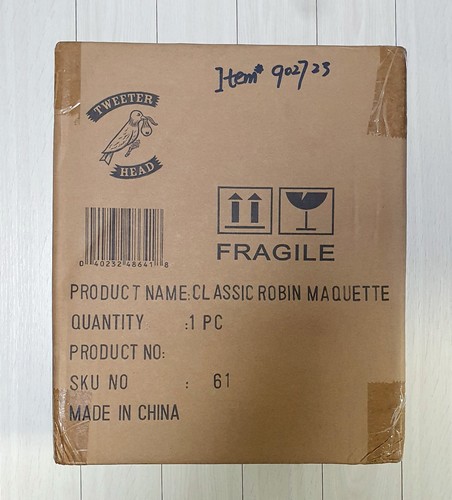 Item# 902723
TWEETER
HEAD
0 40232 48641 8
FRAGILE
PRODUCT NAME:CLASSIC ROBIN MAQUETTE
QUANTITY :1 PC
PRODUCT NO:
SKU NO : 61
MADE IN CHINA